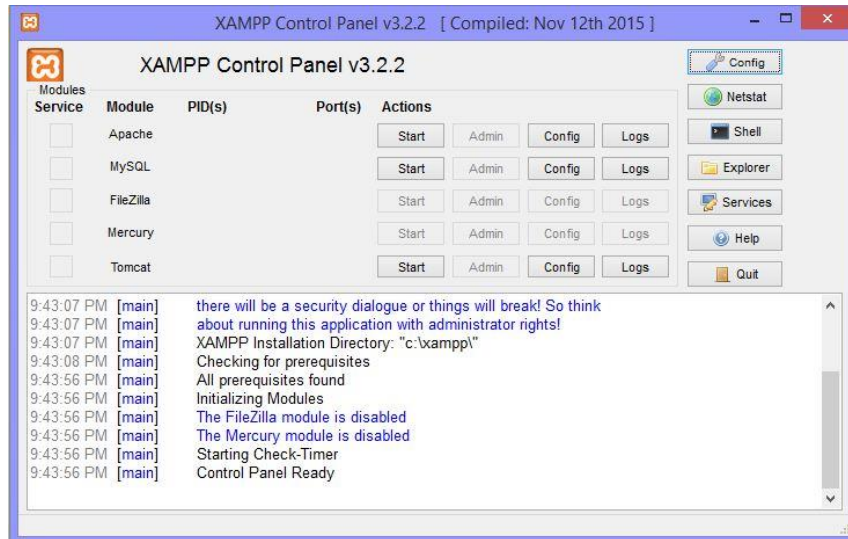 XAMPP Control Panel v3.2.2 [ Compiled: Nov 12th 2015 ]
XAMPP Control Panel v3.2.2
Config
Modules
Service Module PID(s) Port(s) Actions
Netstat
Apache Start Admin Config Logs
Shell
MySQL Start Admin Config Logs
Explorer
FileZilla Start Admin Config Logs
Services
Mercury Start Admin Config Logs
Help
Tomcat Start Admin Config Logs
Quit
9:43:07 PM [main] there will be a security dialogue or things will break! So think
9:43:07 PM [main] about running this application with administrator rights!
9:43:07 PM [main] XAMPP Installation Directory: "c:\xampp\"
9:43:08 PM [main] Checking for prerequisites
9:43:56 PM [main] All prerequisites found
9:43:56 PM [main] Initializing Modules
9:43:56 PM [main] The FileZilla module is disabled
9:43:56 PM [main] The Mercury module is disabled
9:43:56 PM [main] Starting Check-Timer
9:43:56 PM [main] Control Panel Ready